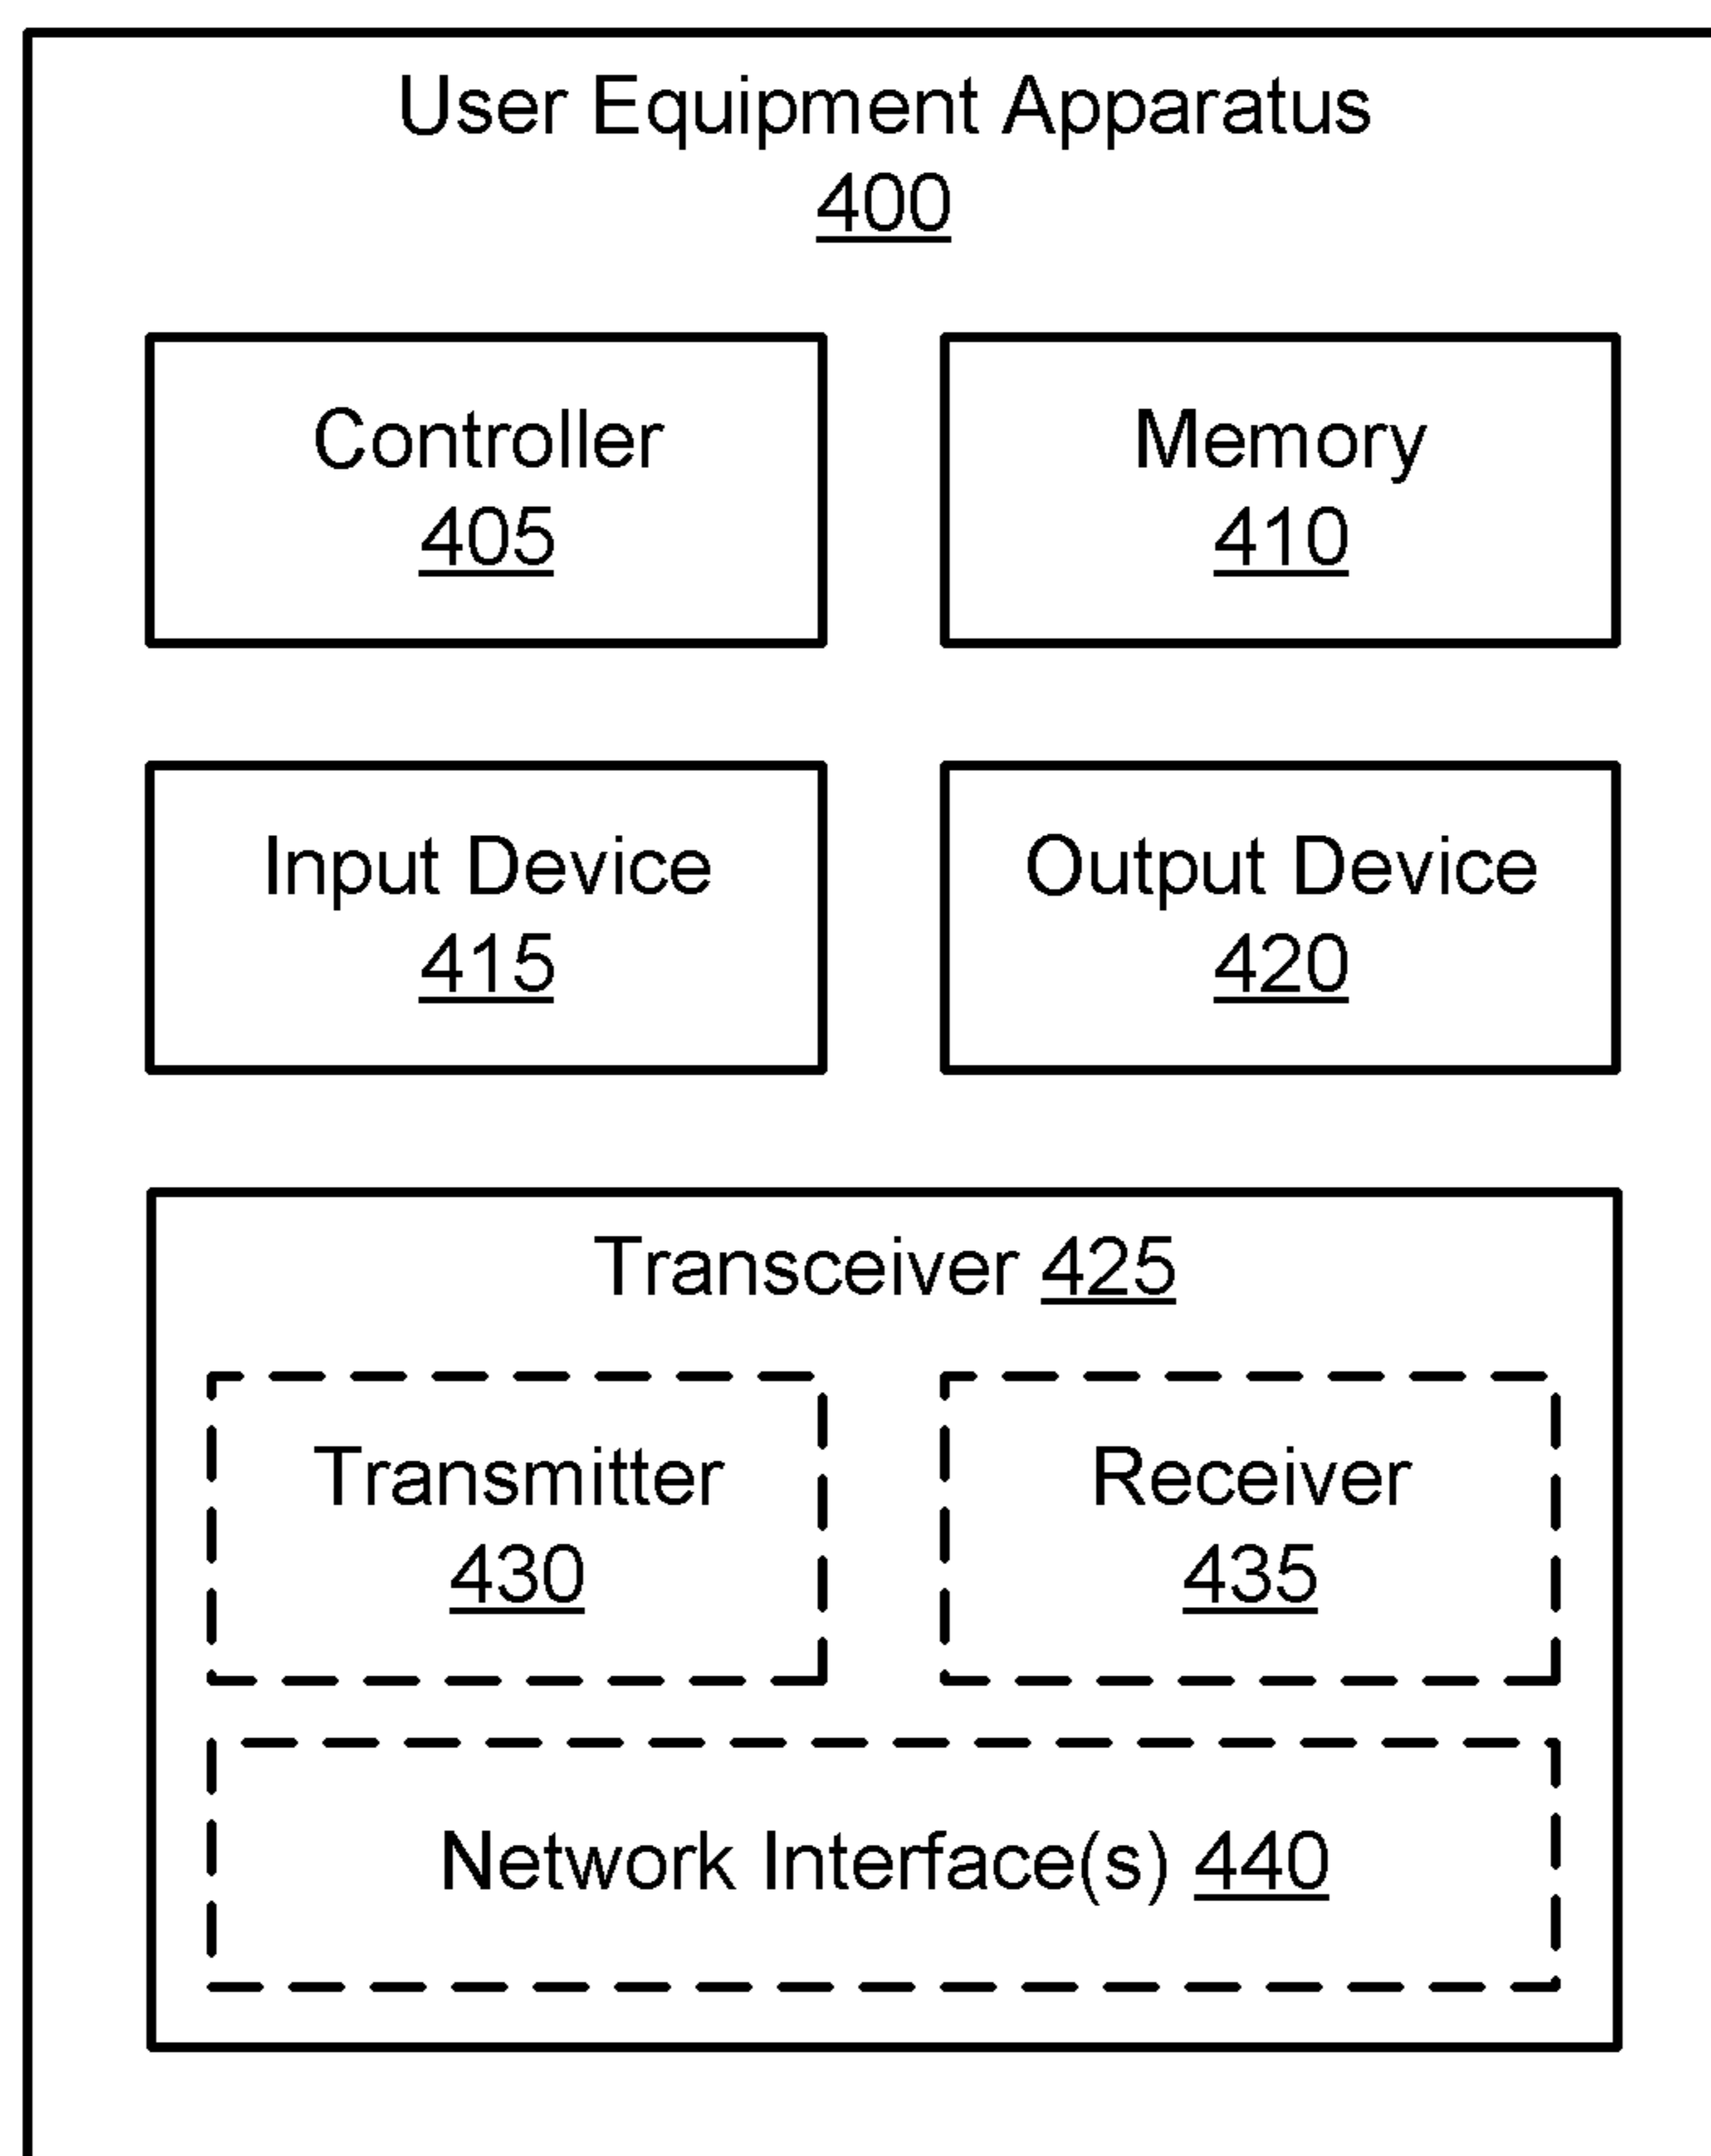 User Equipment Apparatus
400
Controller
405
Memory
410
Input Device
415
Output Device
420
Transceiver 425
Transmitter
430
Receiver
435
Network Interface(s) 440